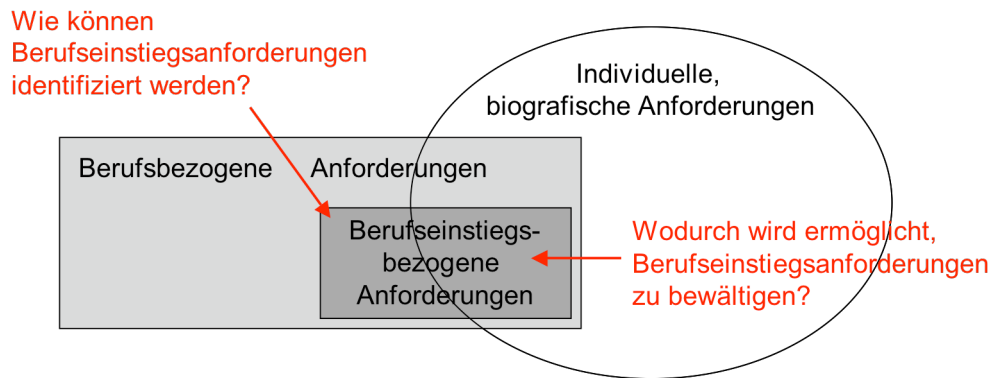 Wie können
Berufseinstiegsanforderungen
identifiziert werden?
Individuelle,
biografische Anforderungen
Berufsbezogene Anforderungen
Berufseinstiegs-
bezogene
Anforderungen
Wodurch wird ermöglicht,
Berufseinstiegsanforderungen
zu bewältigen?